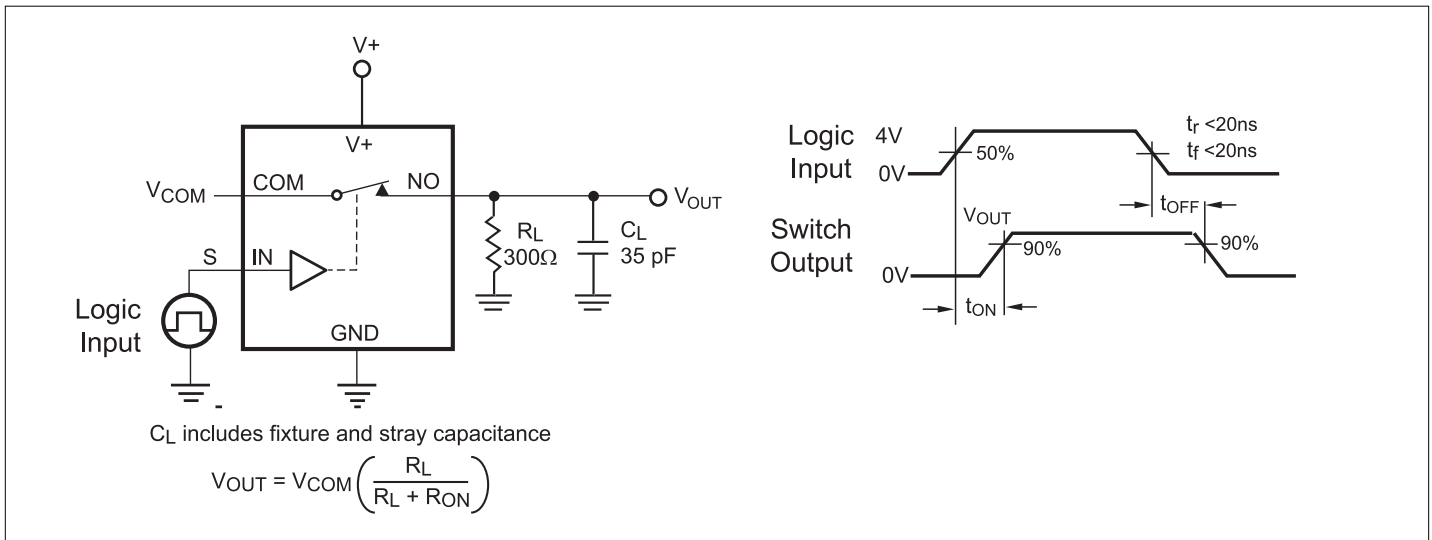 V+
V+
VCOM
COM
NO
VOUT
S
IN
RL
300Ω
CL
35 pF
Logic
Input
GND
CL includes fixture and stray capacitance
VOUT = VCOM ( RL / RL + RON )
Logic
Input
4V
0V
50%
tr <20ns
tf <20ns
tOFF
Switch
Output
VOUT
0V
90%
90%
tON